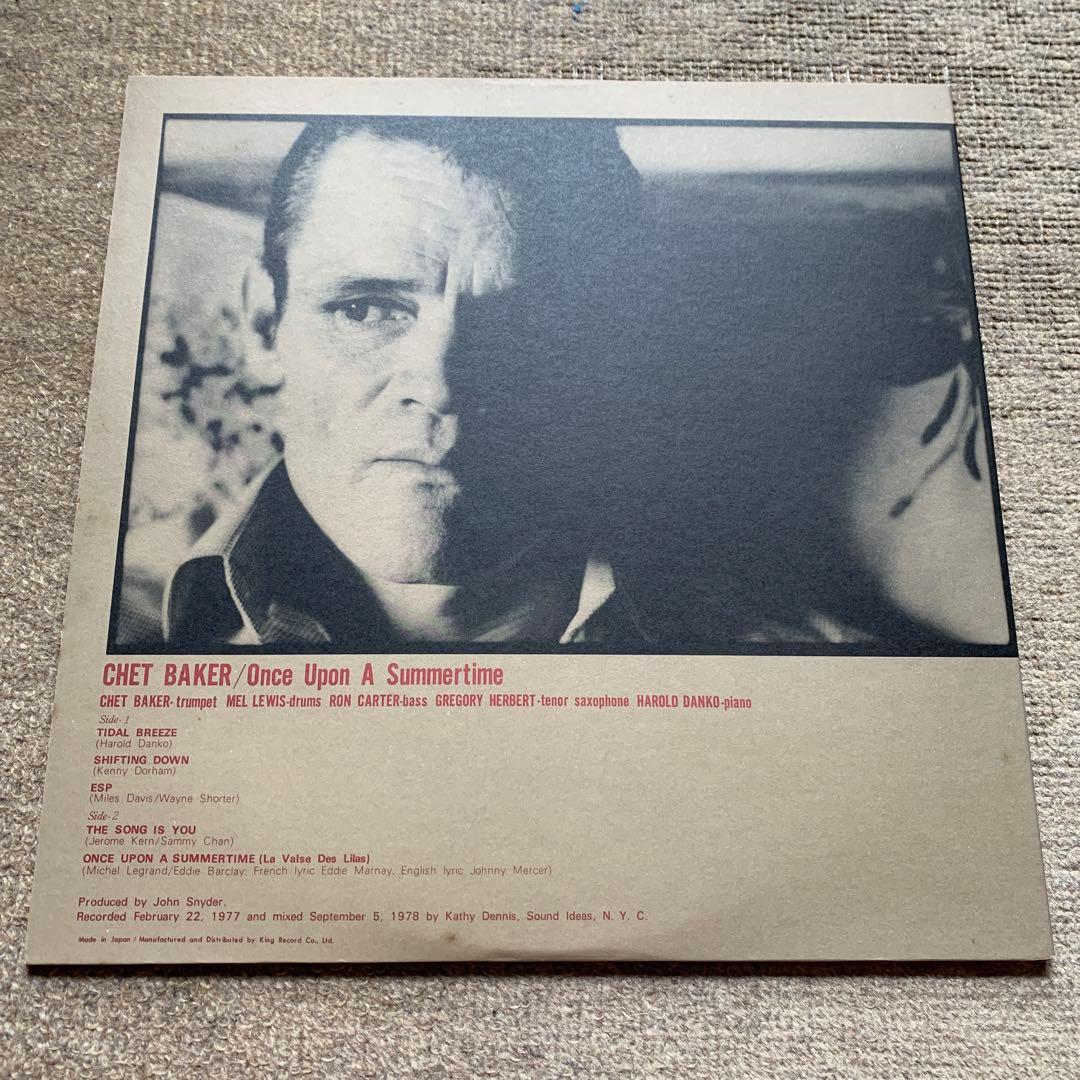 CHET BAKER/Once Upon A Summertime
CHET BAKER-trumpet MEL LEWIS-drums RON CARTER-bass GREGORY HERBERT-tenor saxophone HAROLD DANKO-piano
Side-1
TIDAL BREEZE
(Harold Danko)
SHIFTING DOWN
(Kenny Dorham)
ESP
(Miles Davis/Wayne Shorter)
Side-2
THE SONG IS YOU
(Jerome Kern/Sammy Chan)
ONCE UPON A SUMMERTIME (La Valse Des Lilas)
(Michel Legrand/Eddie Barclay, French lyric Eddie Marnay, English lyric Johnny Mercer)
Produced by John Snyder.
Recorded February 22, 1977 and mixed September 5, 1978 by Kathy Dennis, Sound Ideas, N. Y. C.
Made in Japan / Manufactured and Distributed by King Record Co., Ltd.